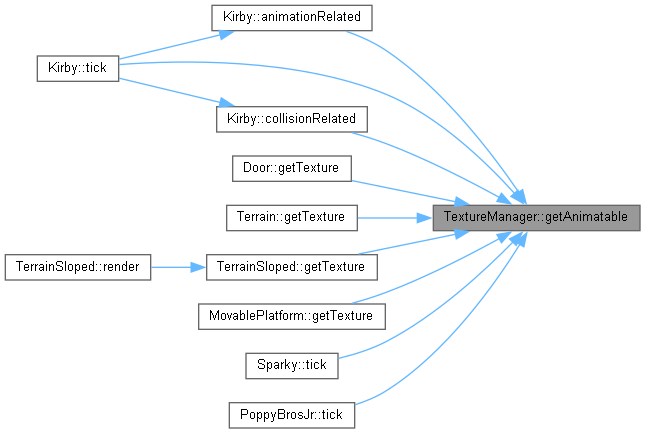 Kirby::animationRelated
Kirby::tick
Kirby::collisionRelated
Door::getTexture
Terrain::getTexture
TextureManager::getAnimatable
TerrainSloped::render
TerrainSloped::getTexture
MovablePlatform::getTexture
Sparky::tick
PoppyBrosJr::tick